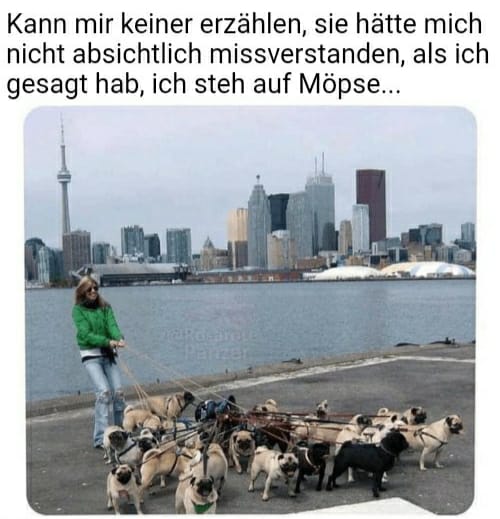 Kann mir keiner erzählen, sie hätte mich
nicht absichtlich missverstanden, als ich
gesagt hab, ich steh auf Möpse...